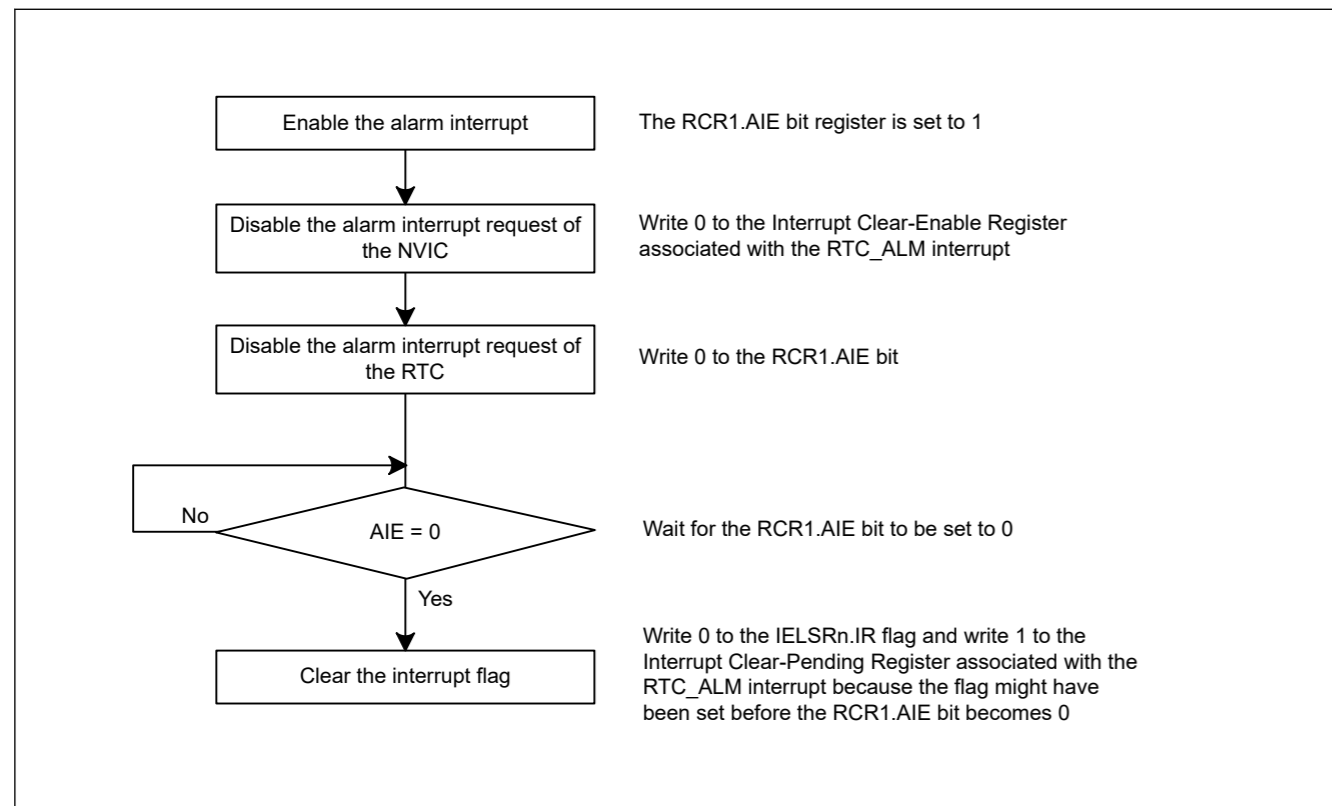 Enable the alarm interrupt
The RCR1.AIE bit register is set to 1
Disable the alarm interrupt request of
the NVIC
Write 0 to the Interrupt Clear-Enable Register
associated with the RTC_ALM interrupt
Disable the alarm interrupt request of
the RTC
Write 0 to the RCR1.AIE bit
No
AIE = 0
Wait for the RCR1.AIE bit to be set to 0
Yes
Clear the interrupt flag
Write 0 to the IELSRn.IR flag and write 1 to the
Interrupt Clear-Pending Register associated with the
RTC_ALM interrupt because the flag might have
been set before the RCR1.AIE bit becomes 0